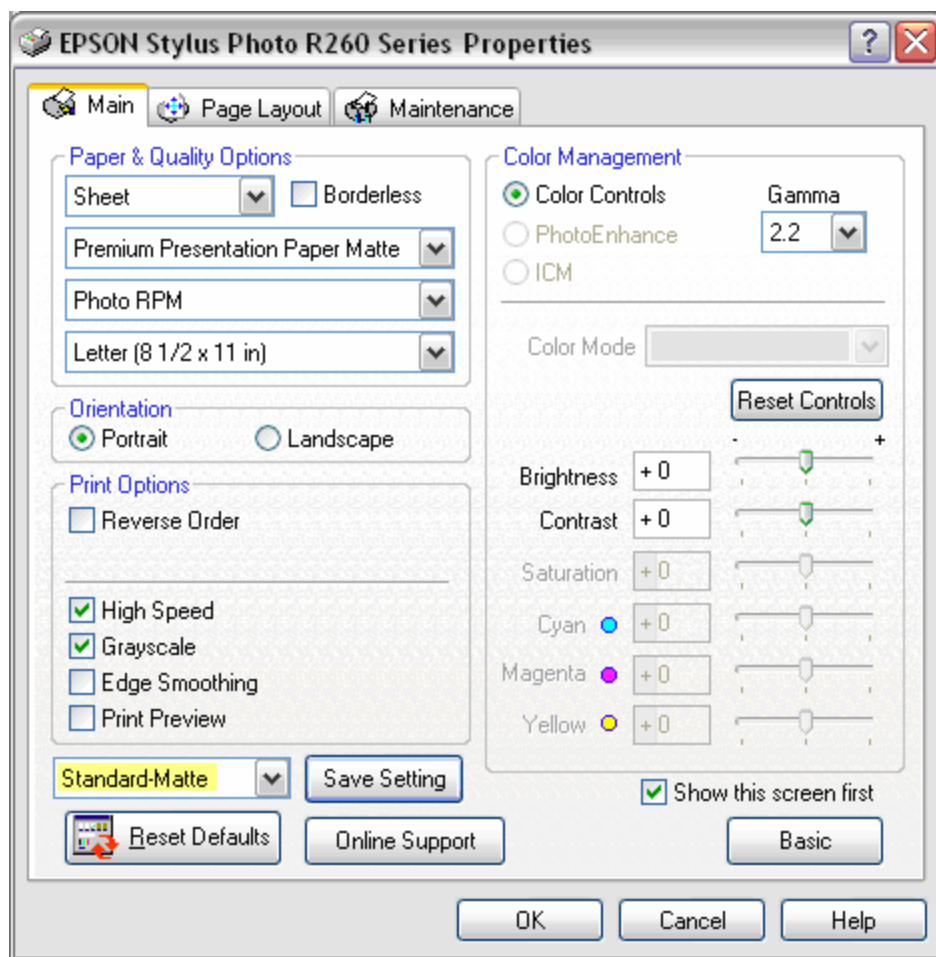 EPSON Stylus Photo R260 Series Properties
Main
Page Layout
Maintenance
Paper & Quality Options
Sheet
Borderless
Premium Presentation Paper Matte
Photo RPM
Letter (8 1/2 x 11 in)
Orientation
Portrait
Landscape
Print Options
Reverse Order
High Speed
Grayscale
Edge Smoothing
Print Preview
Standard-Matte
Save Setting
Reset Defaults
Online Support
Color Management
Color Controls
Gamma
PhotoEnhance
2.2
ICM
Color Mode
Reset Controls
- +
Brightness + 0
Contrast + 0
Saturation + 0
Cyan + 0
Magenta + 0
Yellow + 0
Show this screen first
Basic
OK
Cancel
Help